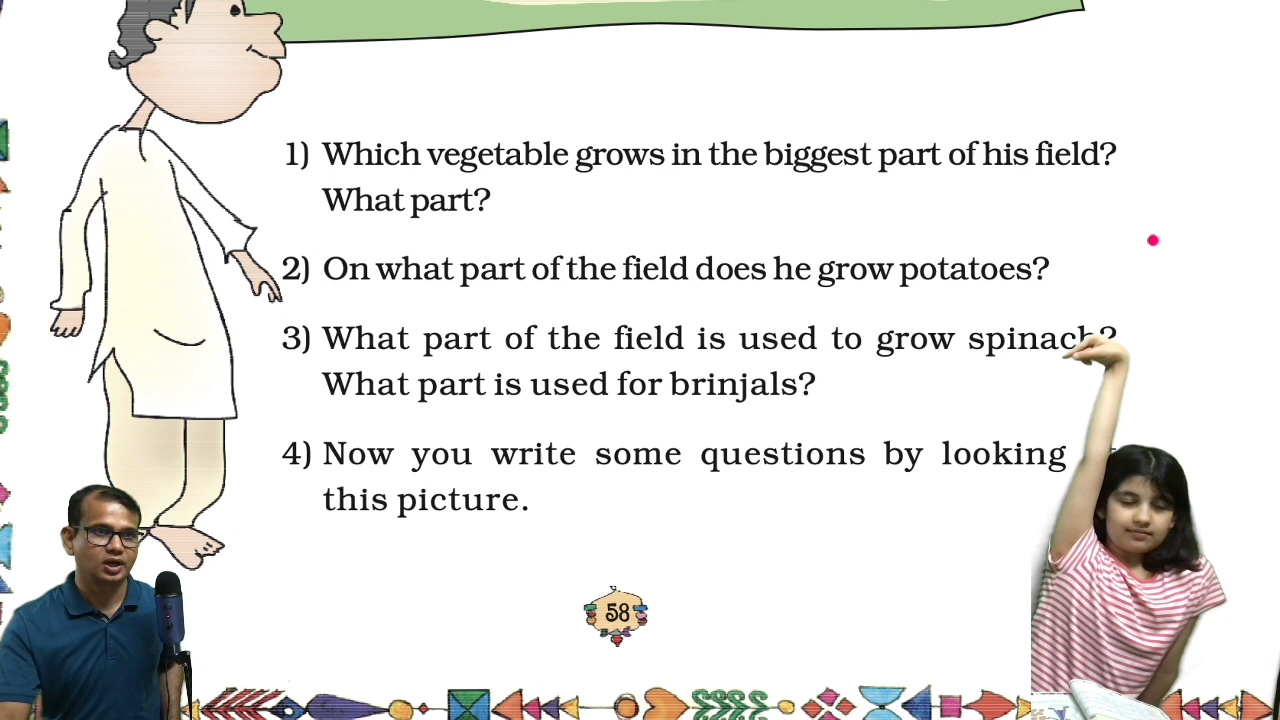 1) Which vegetable grows in the biggest part of his field?
What part?
2) On what part of the field does he grow potatoes?
3) What part of the field is used to grow spinach?
What part is used for brinjals?
4) Now you write some questions by looking
this picture.
58